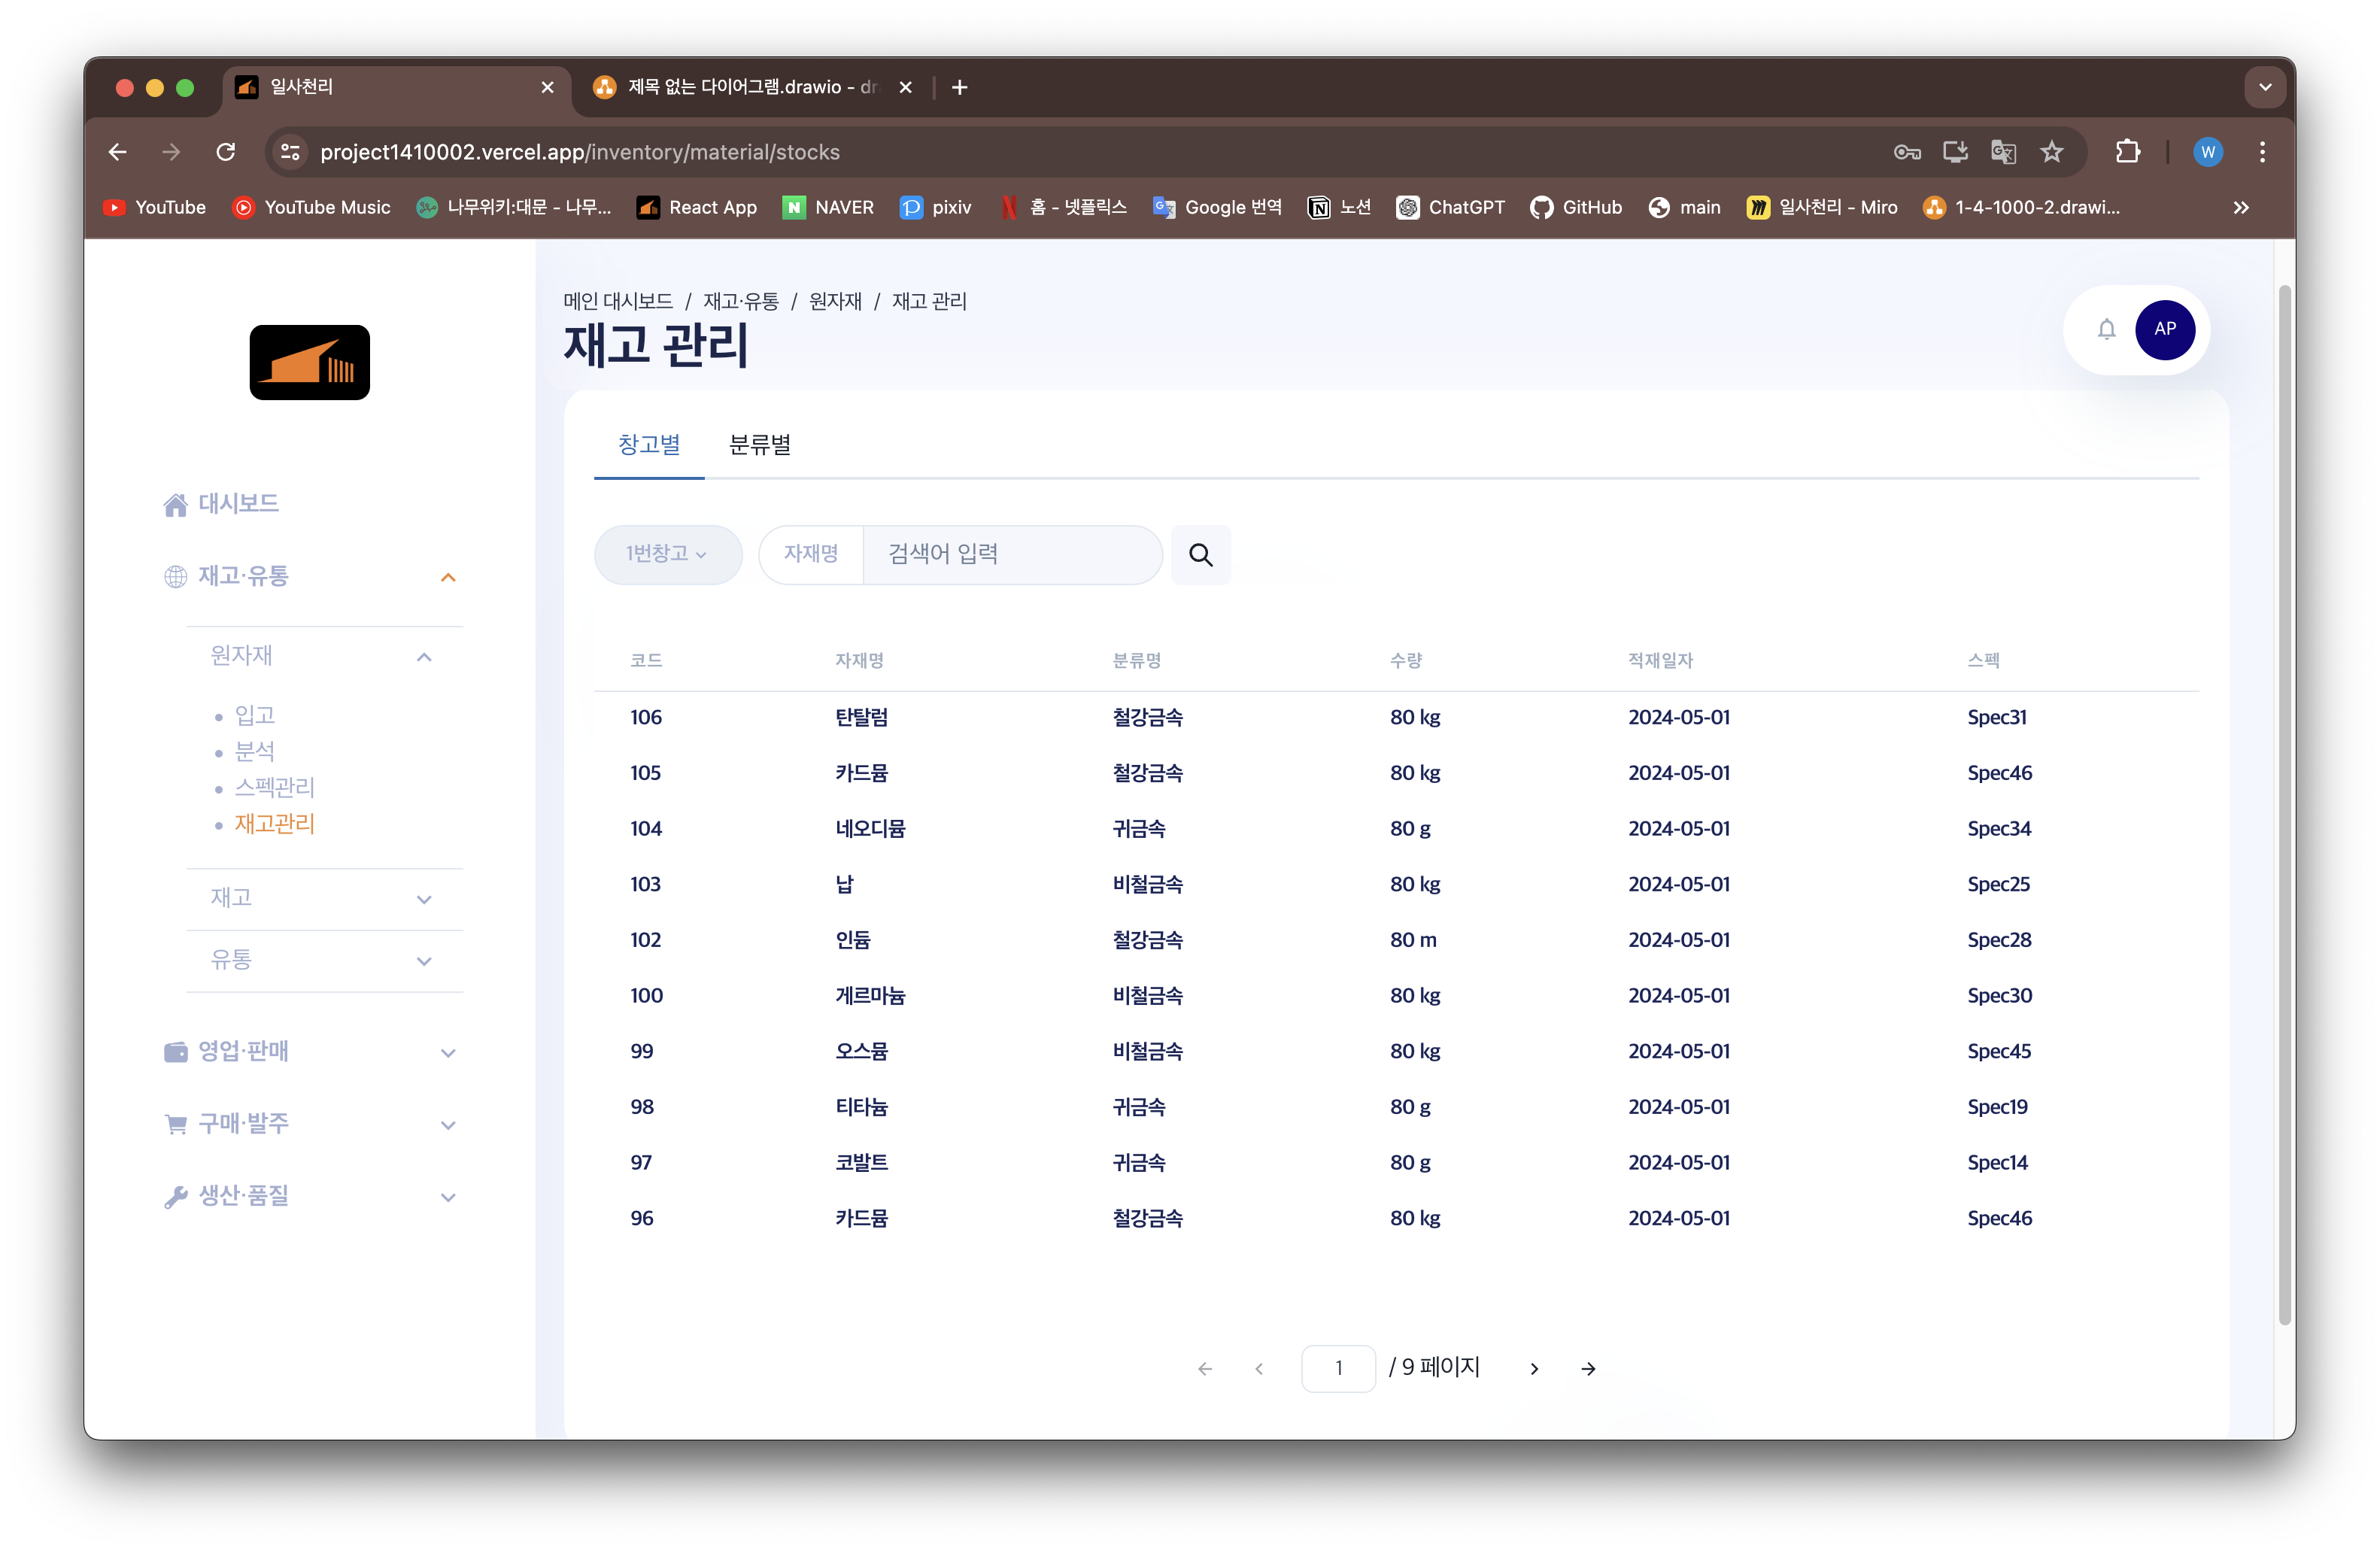 일사천리
제목 없는 다이어그램.drawio - dr
project1410002.vercel.app/inventory/material/stocks
W
YouTube YouTube Music 나무위키:대문 - 나무... React App NAVER pixiv 홈 - 넷플릭스 Google 번역 노션 ChatGPT GitHub main 일사천리 - Miro 1-4-1000-2.drawi...
메인 대시보드 / 재고·유통 / 원자재 / 재고 관리
재고 관리
AP
대시보드
재고·유통
원자재
입고
분석
스펙관리
재고관리
재고
유통
영업·판매
구매·발주
생산·품질
창고별 분류별
1번창고 자재명 검색어 입력
코드 자재명 분류명 수량 적재일자 스펙
106 탄탈럼 철강금속 80 kg 2024-05-01 Spec31
105 카드뮴 철강금속 80 kg 2024-05-01 Spec46
104 네오디뮴 귀금속 80 g 2024-05-01 Spec34
103 납 비철금속 80 kg 2024-05-01 Spec25
102 인듐 철강금속 80 m 2024-05-01 Spec28
100 게르마늄 비철금속 80 kg 2024-05-01 Spec30
99 오스뮴 비철금속 80 kg 2024-05-01 Spec45
98 티타늄 귀금속 80 g 2024-05-01 Spec19
97 코발트 귀금속 80 g 2024-05-01 Spec14
96 카드뮴 철강금속 80 kg 2024-05-01 Spec46
1 / 9 페이지